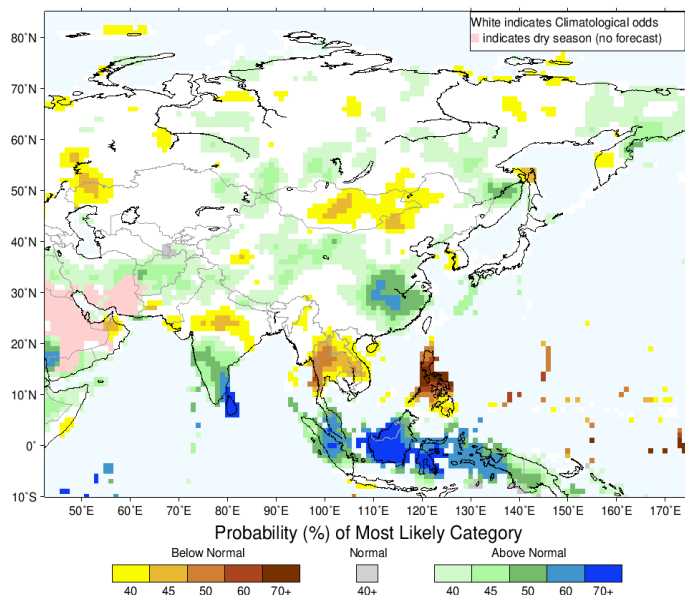 White indicates Climatological odds
indicates dry season (no forecast)
80˚N
70˚N
60˚N
50˚N
40˚N
30˚N
20˚N
10˚N
0˚
10˚S
50˚E 60˚E 70˚E 80˚E 90˚E 100˚E 110˚E 120˚E 130˚E 140˚E 150˚E 160˚E 170˚E
Probability (%) of Most Likely Category
Below Normal Normal Above Normal
40 45 50 60 70+ 40+ 40 45 50 60 70+